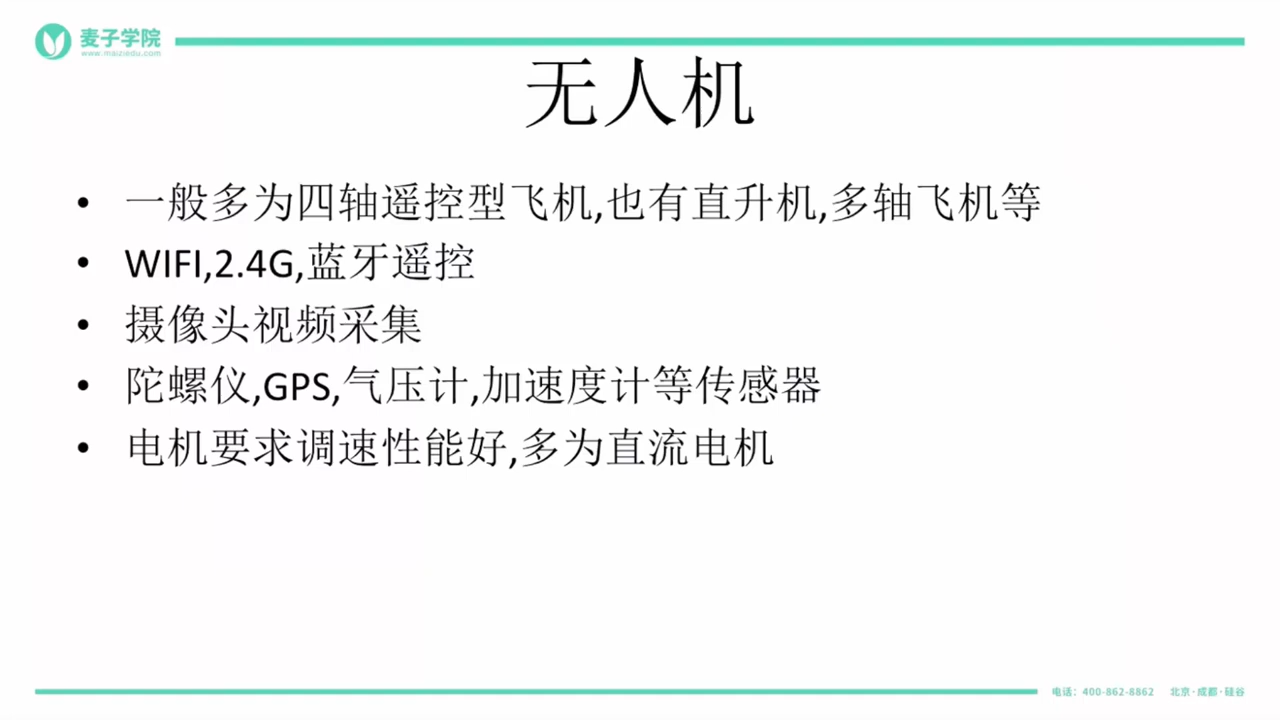 麦子学院
www.maiziedu.com
无人机
• 一般多为四轴遥控型飞机,也有直升机,多轴飞机等
• WIFI,2.4G,蓝牙遥控
• 摄像头视频采集
• 陀螺仪,GPS,气压计,加速度计等传感器
• 电机要求调速性能好,多为直流电机
电话：400-862-8862 北京·成都·硅谷